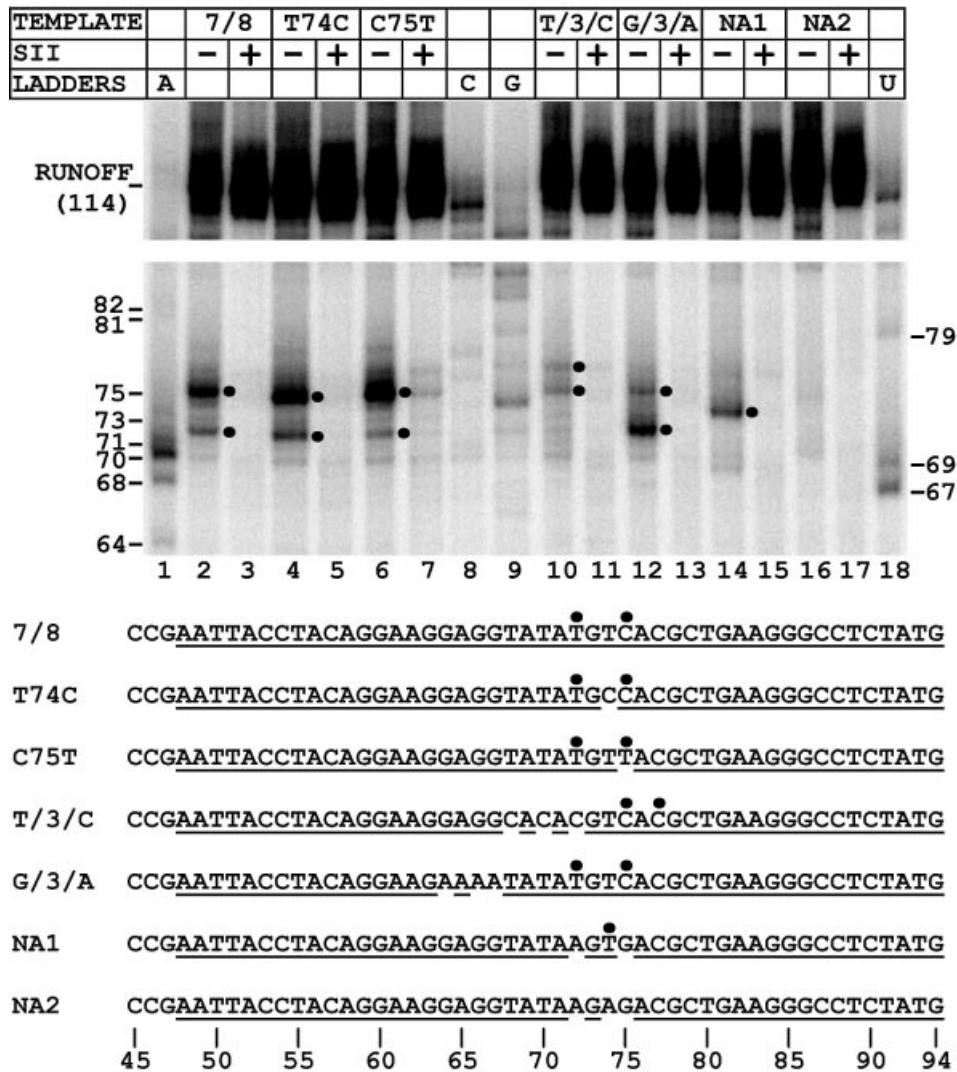 TEMPLATE 7/8 T74C C75T T/3/C G/3/A NA1 NA2
SII − + − + − + − + − + − + − +
LADDERS A C G U
RUNOFF
(114)
82
81
79
75
73
71
70
69
68
67
64
1 2 3 4 5 6 7 8 9 10 11 12 13 14 15 16 17 18
7/8 CCGAATTACCTACAGGAAGGAGGTATATGTCACGCTGAAGGGCCTCTATG
T74C CCGAATTACCTACAGGAAGGAGGTATATGCCACGCTGAAGGGCCTCTATG
C75T CCGAATTACCTACAGGAAGGAGGTATATGTTACGCTGAAGGGCCTCTATG
T/3/C CCGAATTACCTACAGGAAGGAGGCACACGTCACGCTGAAGGGCCTCTATG
G/3/A CCGAATTACCTACAGGAAGAAAATATATGTCACGCTGAAGGGCCTCTATG
NA1 CCGAATTACCTACAGGAAGGAGGTATAAGTGACGCTGAAGGGCCTCTATG
NA2 CCGAATTACCTACAGGAAGGAGGTATAAGAGACGCTGAAGGGCCTCTATG
45 50 55 60 65 70 75 80 85 90 94